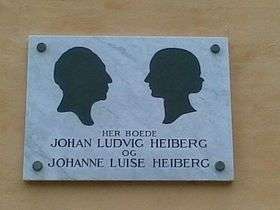 HER BOEDE
JOHAN LUDVIG HEIBERG
OG
JOHANNE LUISE HEIBERG